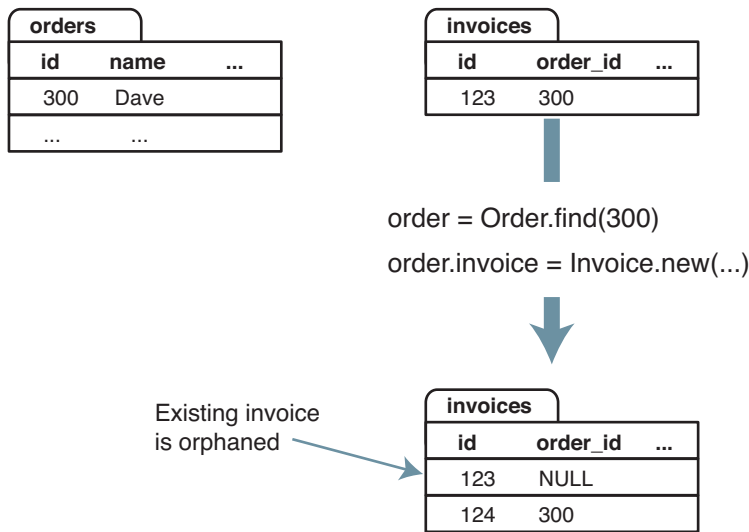 orders
id name ...
300 Dave
... ...
invoices
id order_id ...
123 300
order = Order.find(300)
order.invoice = Invoice.new(...)
Existing invoice
is orphaned
invoices
id order_id ...
123 NULL
124 300